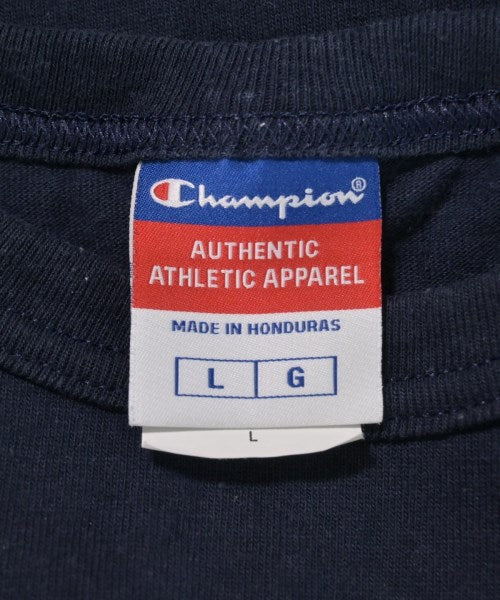 Champion®
AUTHENTIC
ATHLETIC APPAREL
MADE IN HONDURAS
L G
L